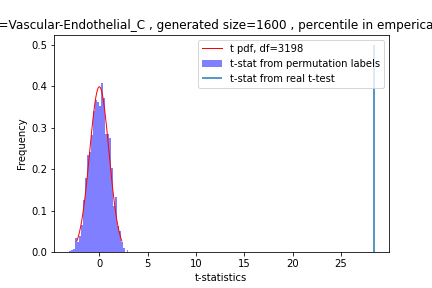 =Vascular-Endothelial_C , generated size=1600 , percentile in emperica
t pdf, df=3198
t-stat from permutation labels
t-stat from real t-test
Frequency
0.5
0.4
0.3
0.2
0.1
0.0
0 5 10 15 20 25
t-statistics